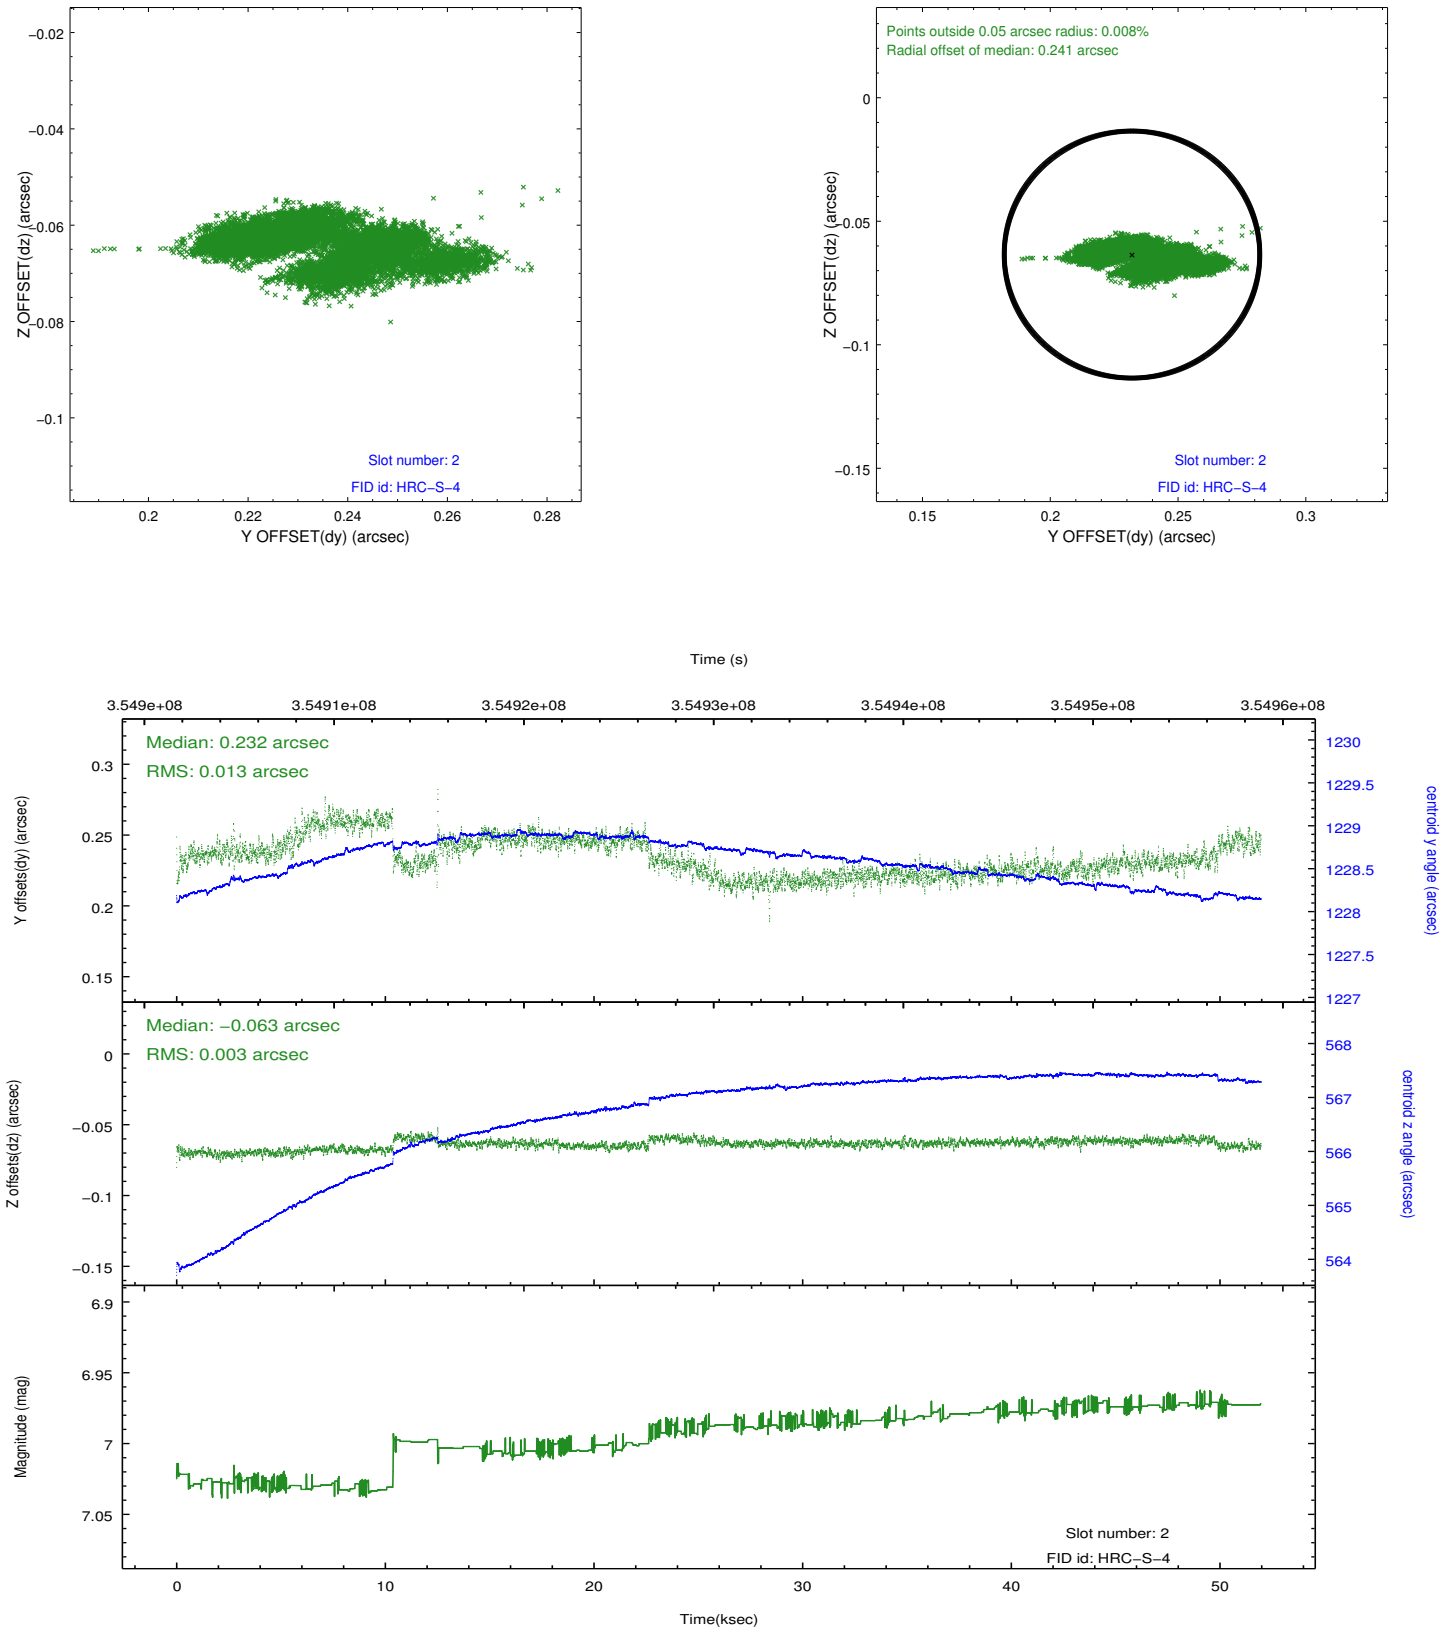 −0.02
−0.04
−0.06
−0.08
−0.1
Z OFFSET(dz) (arcsec)
Slot number: 2
FID id: HRC−S−4
0.2 0.22 0.24 0.26 0.28
Y OFFSET(dy) (arcsec)
Points outside 0.05 arcsec radius: 0.008%
Radial offset of median: 0.241 arcsec
0
−0.05
−0.1
−0.15
Z OFFSET(dz) (arcsec)
Slot number: 2
FID id: HRC−S−4
0.15 0.2 0.25 0.3
Y OFFSET(dy) (arcsec)
Time (s)
3.549e+08 3.5491e+08 3.5492e+08 3.5493e+08 3.5494e+08 3.5495e+08 3.5496e+08
Median: 0.232 arcsec
RMS: 0.013 arcsec
0.3
0.25
0.2
0.15
Y offsets(dy) (arcsec)
1230
1229.5
1229
1228.5
1228
1227.5
1227
centroid y angle (arcsec)
Median: −0.063 arcsec
RMS: 0.003 arcsec
0
−0.05
−0.1
−0.15
Z offsets(dz) (arcsec)
568
567
566
565
564
centroid z angle (arcsec)
6.9
6.95
7
7.05
Magnitude (mag)
Slot number: 2
FID id: HRC−S−4
0 10 20 30 40 50
Time(ksec)